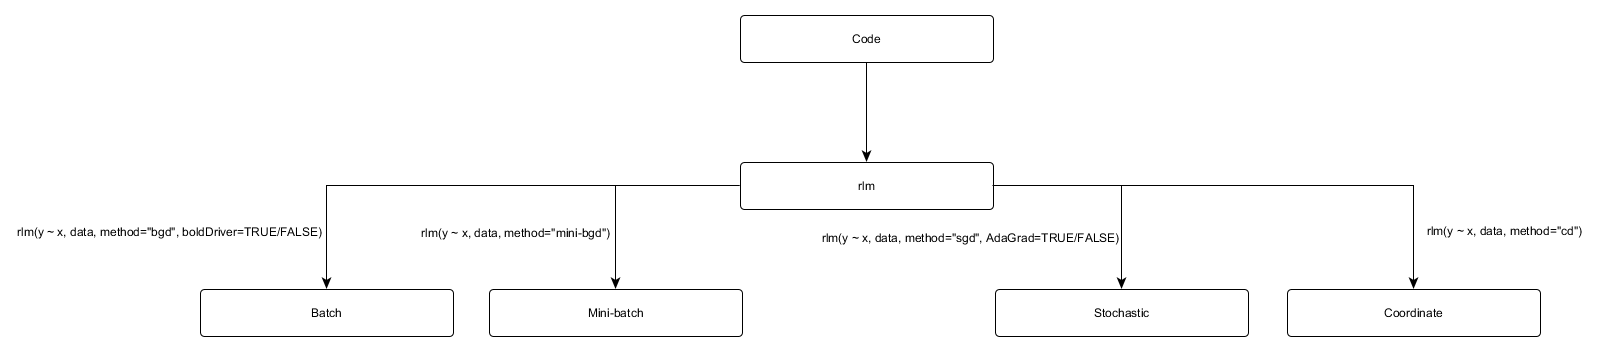 Code
rlm
rlm(y ~ x, data, method="bgd", boldDriver=TRUE/FALSE)
rlm(y ~ x, data, method="mini-bgd")
rlm(y ~ x, data, method="sgd", AdaGrad=TRUE/FALSE)
rlm(y ~ x, data, method="cd")
Batch
Mini-batch
Stochastic
Coordinate